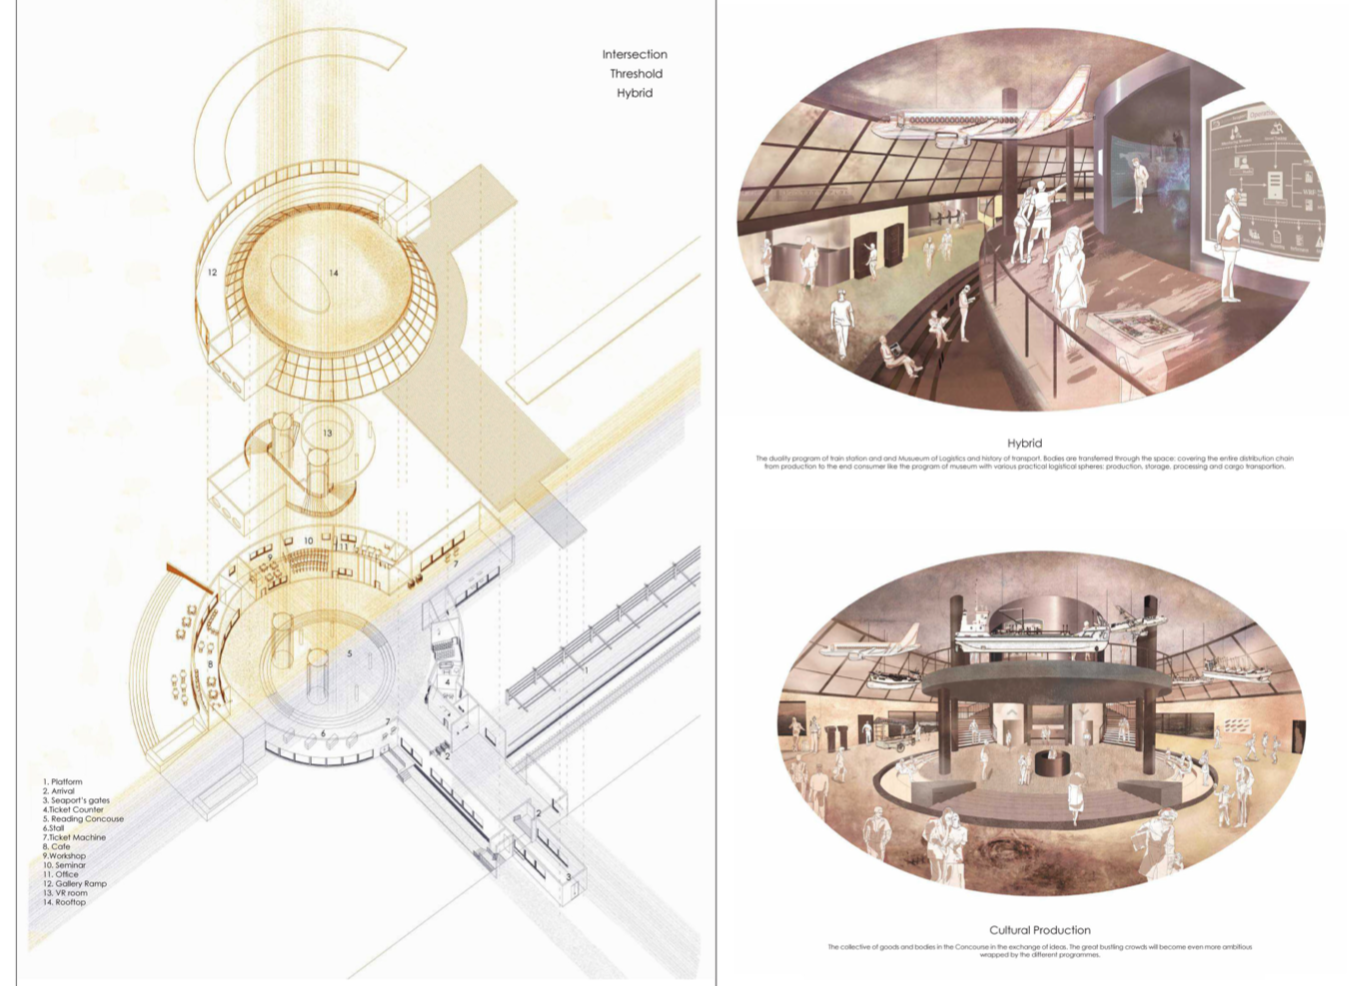 Intersection
Threshold
Hybrid
12
14
13
10
11
9
7
8
5
4
1
6
7
2
2
3
1. Platform
2. Arrival
3. Seaport's gates
4.Ticket Counter
5. Reading Concouse
6.Stall
7.Ticket Machine
8. Cafe
9.Workshop
10. Seminar
11. Office
12. Gallery Ramp
13. VR room
14. Rooftop
Hybrid
The duality program of train station and and Musueum of Logistics and history of transport. Bodies are transferred through the space: covering the entire distribution chain
from production to the end consumer like the program of museum with various practical logistical spheres: production, storage, processing and cargo transportion.
Cultural Production
The collective of goods and bodies in the Concourse in the exchange of ideas. The great bustling crowds will become even more ambitious
wrapped by the different programmes.